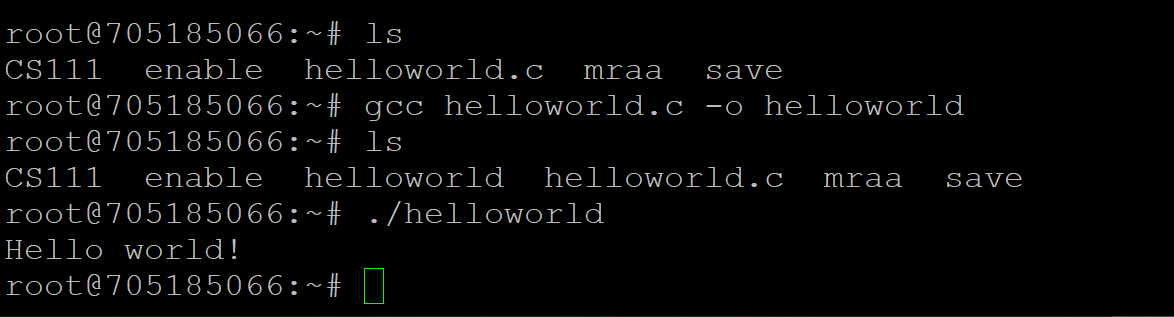 root@705185066:~# ls
CS111  enable  helloworld.c  mraa  save
root@705185066:~# gcc helloworld.c -o helloworld
root@705185066:~# ls
CS111  enable  helloworld  helloworld.c  mraa  save
root@705185066:~# ./helloworld
Hello world!
root@705185066:~#